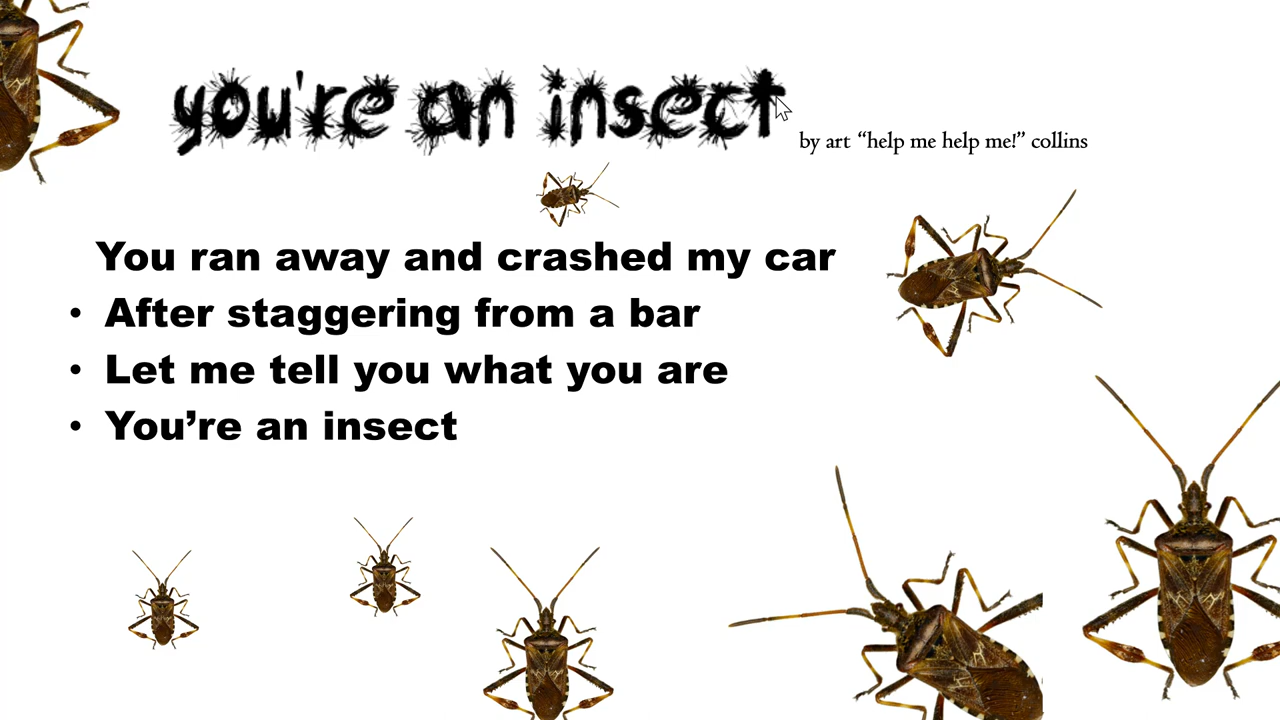 you're an insect
by art “help me help me!” collins
You ran away and crashed my car
• After staggering from a bar
• Let me tell you what you are
• You’re an insect